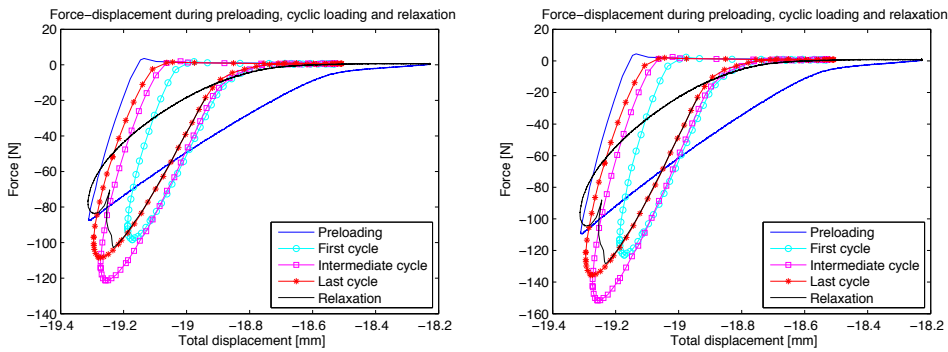 Force−displacement during preloading, cyclic loading and relaxation
20
0
−20
−40
−60
−80
−100
−120
−140
Force [N]
Preloading
First cycle
Intermediate cycle
Last cycle
Relaxation
−19.4 −19.2 −19 −18.8 −18.6 −18.4 −18.2
Total displacement [mm]
Force−displacement during preloading, cyclic loading and relaxation
20
0
−20
−40
−60
−80
−100
−120
−140
−160
Force [N]
Preloading
First cycle
Intermediate cycle
Last cycle
Relaxation
−19.4 −19.2 −19 −18.8 −18.6 −18.4 −18.2
Total displacement [mm]